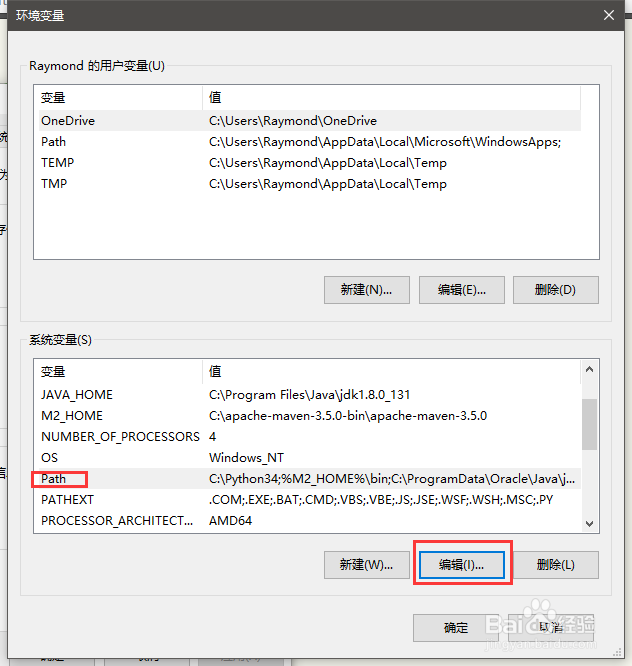 环境变量
Raymond 的用户变量(U)
变量 值
OneDrive C:\Users\Raymond\OneDrive
Path C:\Users\Raymond\AppData\Local\Microsoft\WindowsApps;
TEMP C:\Users\Raymond\AppData\Local\Temp
TMP C:\Users\Raymond\AppData\Local\Temp
新建(N)... 编辑(E)... 删除(D)
系统变量(S)
变量 值
JAVA_HOME C:\Program Files\Java\jdk1.8.0_131
M2_HOME C:\apache-maven-3.5.0-bin\apache-maven-3.5.0
NUMBER_OF_PROCESSORS 4
OS Windows_NT
Path C:\Python34;%M2_HOME%\bin;C:\ProgramData\Oracle\Java\j...
PATHEXT .COM;.EXE;.BAT;.CMD;.VBS;.VBE;.JS;.JSE;.WSF;.WSH;.MSC;.PY
PROCESSOR_ARCHITECT... AMD64
新建(W)... 编辑(I)... 删除(L)
确定 取消
Baidu 经验
jingyan.baidu.com